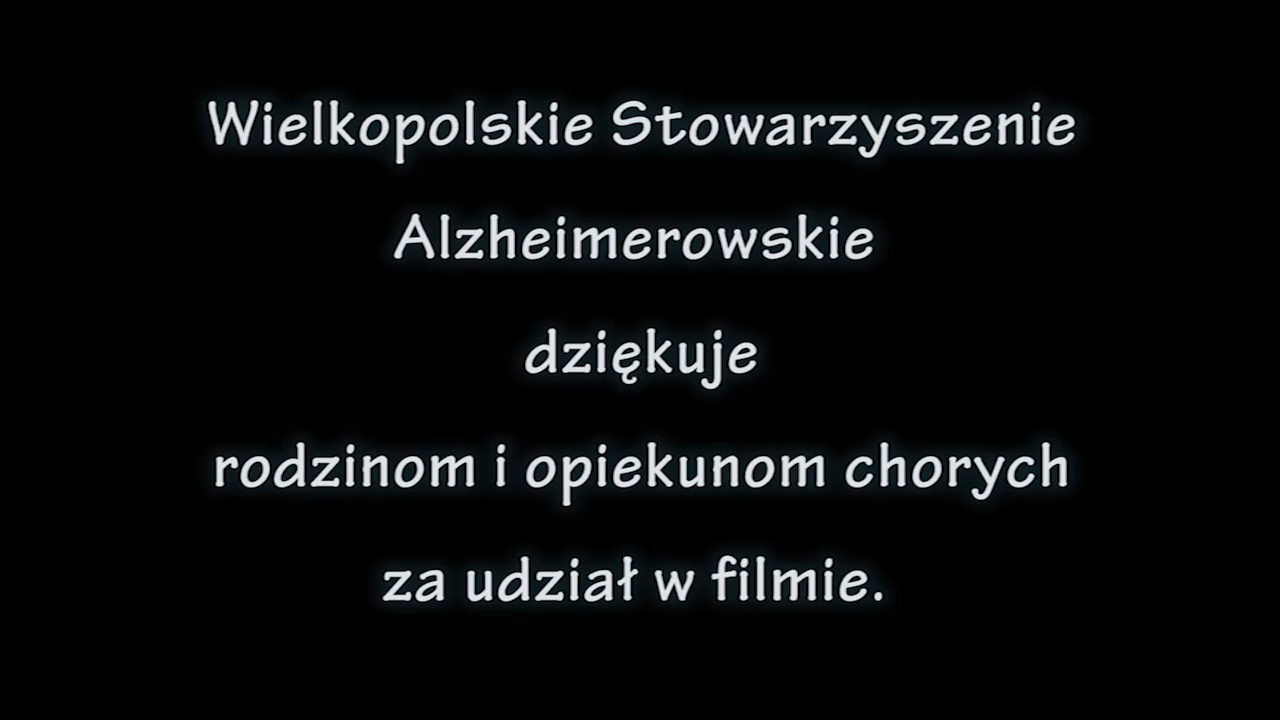 Wielkopolskie Stowarzyszenie
Alzheimerowskie
dziękuje
rodzinom i opiekunom chorych
za udział w filmie.